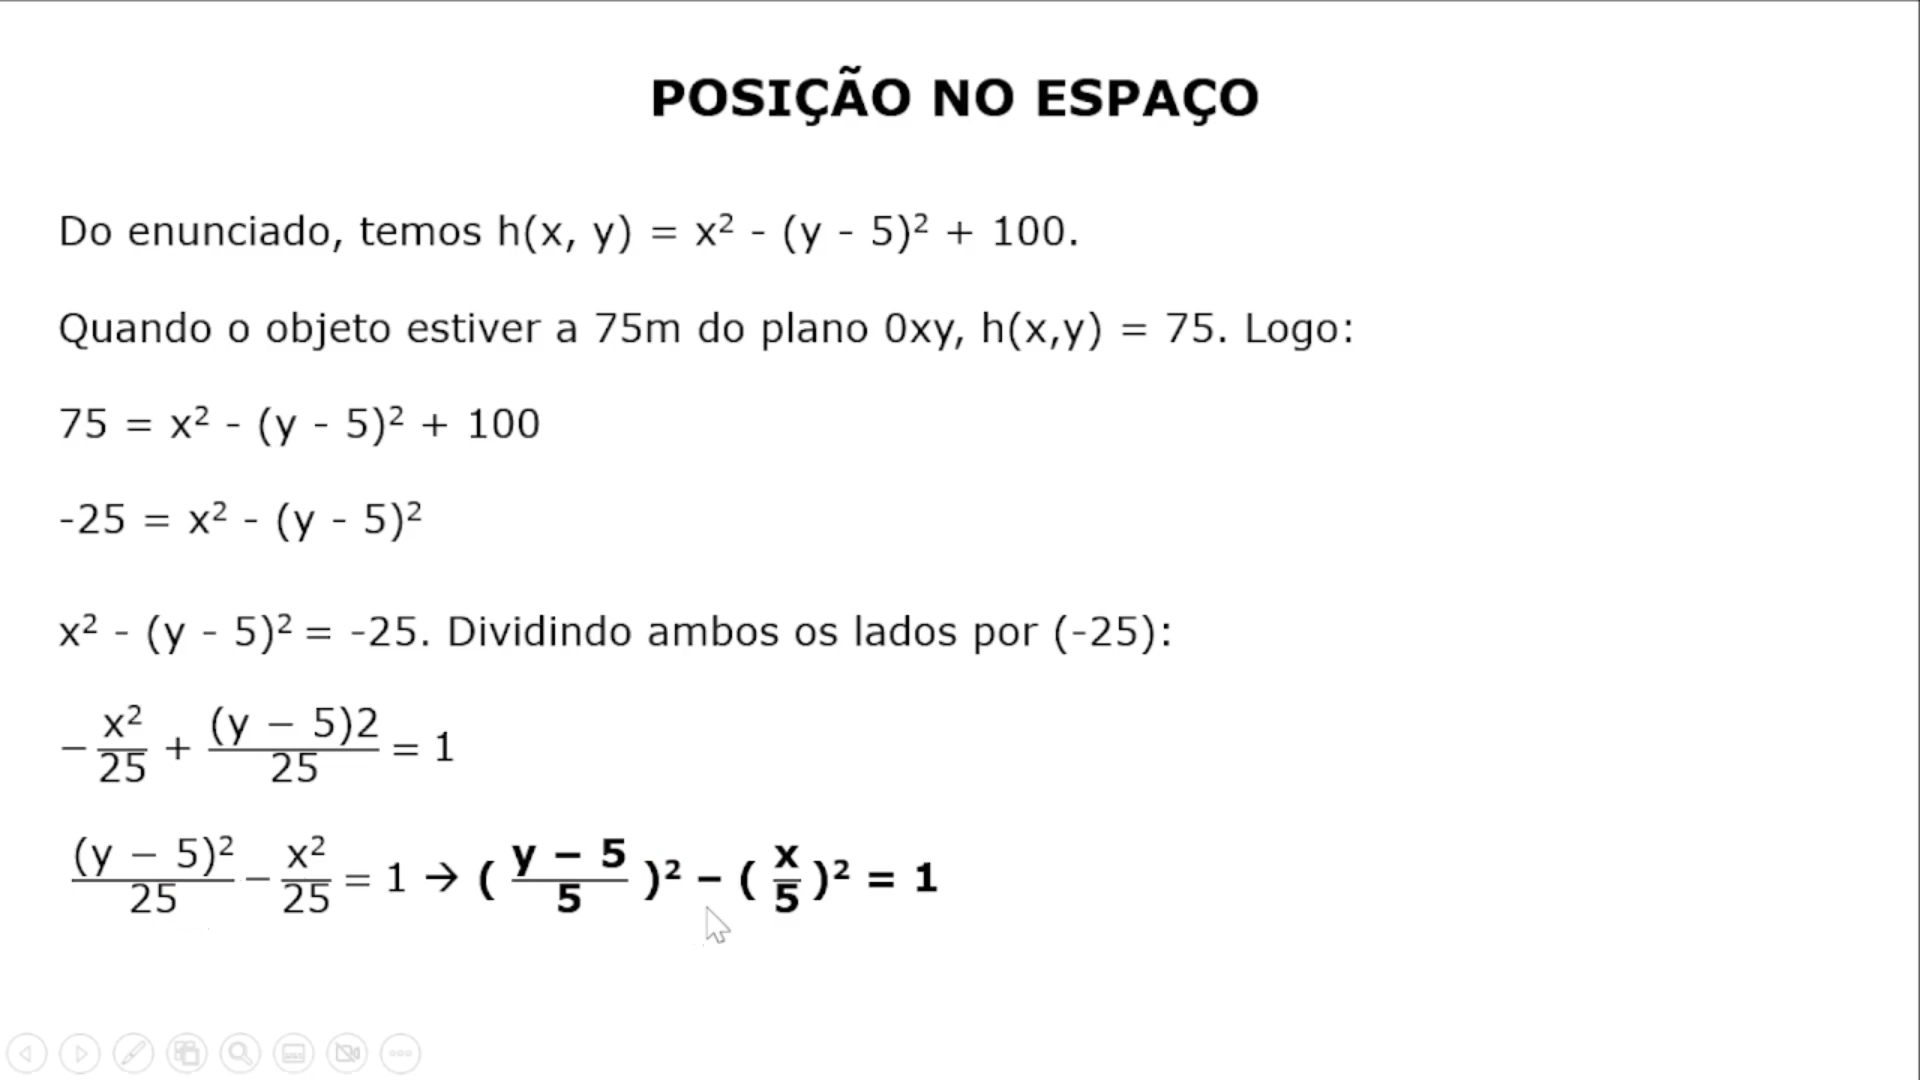 POSIÇÃO NO ESPAÇO
Do enunciado, temos h(x, y) = x² - (y - 5)² + 100.
Quando o objeto estiver a 75m do plano 0xy, h(x,y) = 75. Logo:
75 = x² - (y - 5)² + 100
-25 = x² - (y - 5)²
x² - (y - 5)² = -25. Dividindo ambos os lados por (-25):
− x²/25 + (y − 5)2/25 = 1
(y − 5)²/25 − x²/25 = 1 → ( y − 5/5 )² – ( x/5 )² = 1